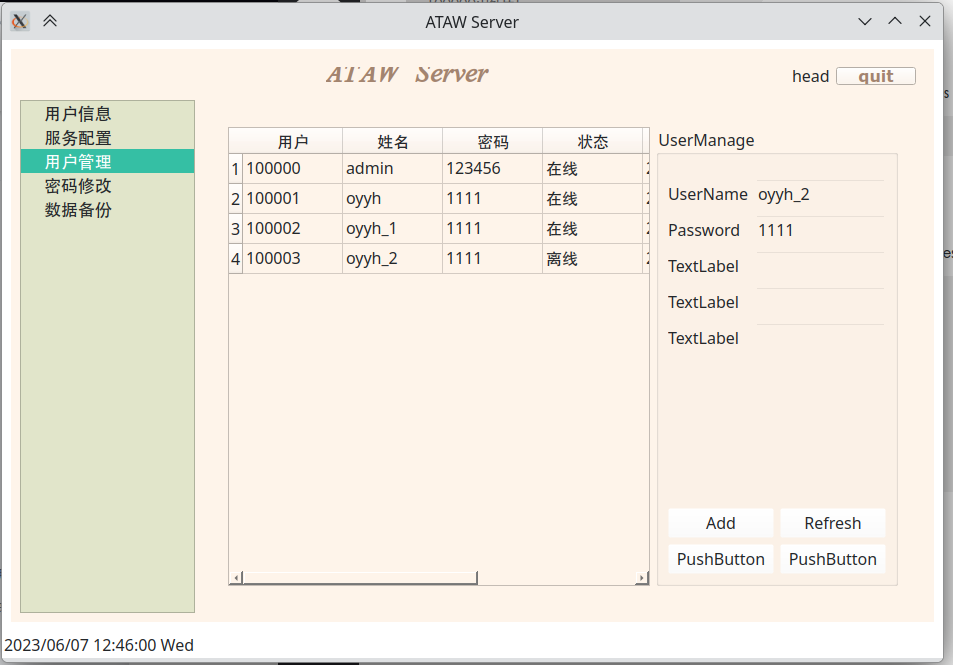 ATAW Server
ATAW Server
head quit
用户信息
服务配置
用户管理
密码修改
数据备份
用户 姓名 密码 状态
1 100000 admin 123456 在线
2 100001 oyyh 1111 在线
3 100002 oyyh_1 1111 在线
4 100003 oyyh_2 1111 离线
UserManage
UserName oyyh_2
Password 1111
TextLabel
TextLabel
TextLabel
Add Refresh
PushButton PushButton
2023/06/07 12:46:00 Wed